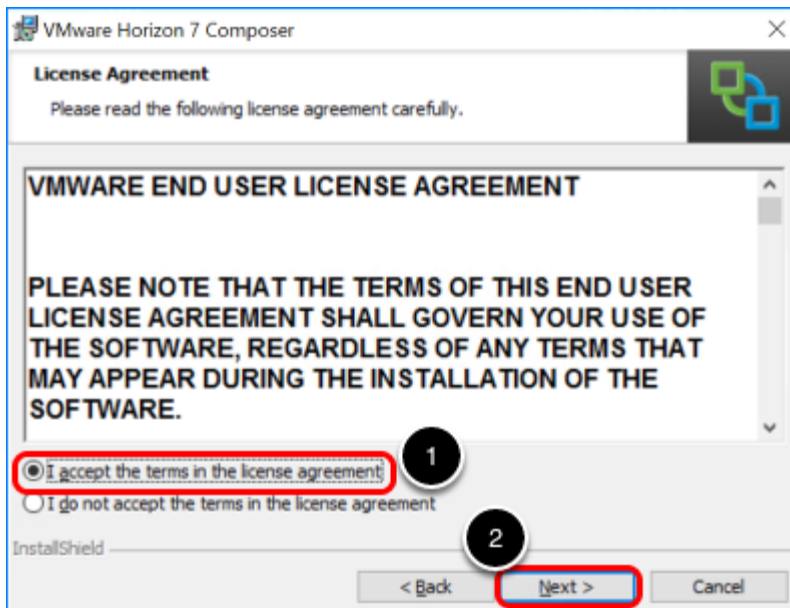 VMware Horizon 7 Composer
License Agreement
Please read the following license agreement carefully.
VMWARE END USER LICENSE AGREEMENT
PLEASE NOTE THAT THE TERMS OF THIS END USER
LICENSE AGREEMENT SHALL GOVERN YOUR USE OF
THE SOFTWARE, REGARDLESS OF ANY TERMS THAT
MAY APPEAR DURING THE INSTALLATION OF THE
SOFTWARE.
1
I accept the terms in the license agreement
I do not accept the terms in the license agreement
InstallShield
2
< Back Next > Cancel